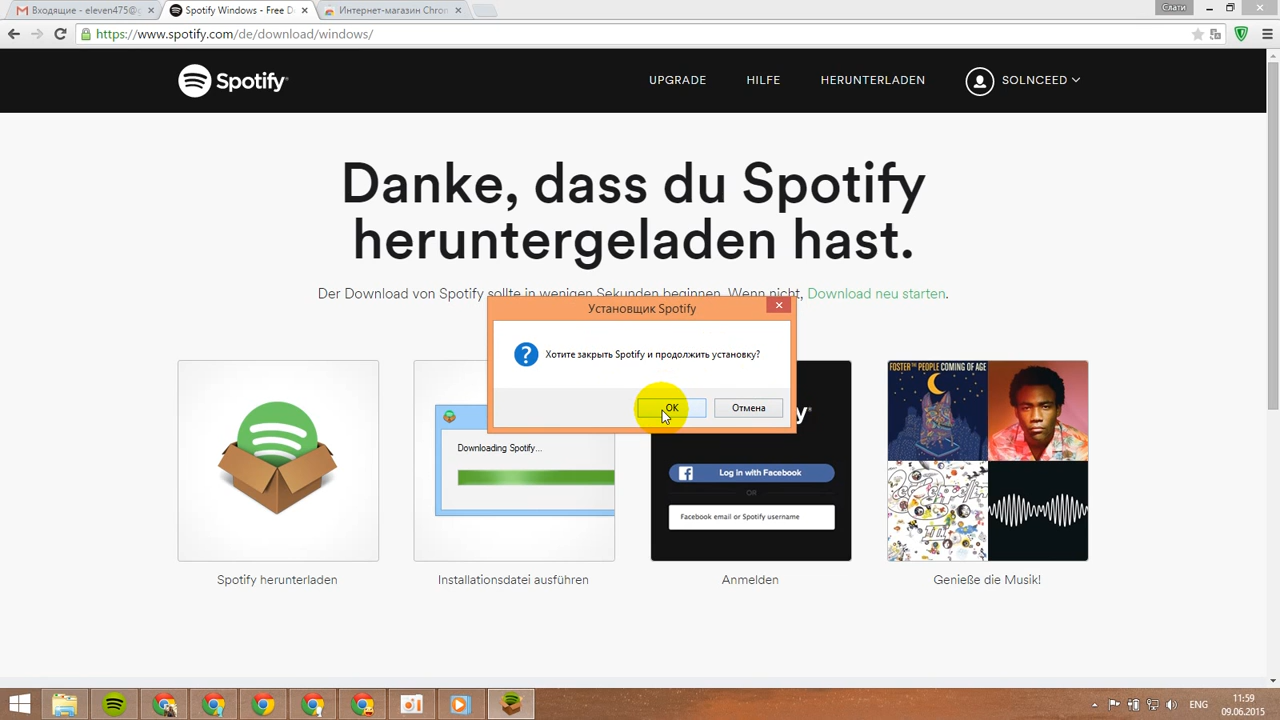 Входящие - eleven475@g
Spotify Windows - Free D
Интернет-магазин Chron
Слати
https://www.spotify.com/de/download/windows/
Spotify
UPGRADE
HILFE
HERUNTERLADEN
SOLNCEED
Danke, dass du Spotify
heruntergeladen hast.
Der Download von Spotify sollte in wenigen Sekunden beginnen. Wenn nicht, Download neu starten.
Установщик Spotify
Хотите закрыть Spotify и продолжить установку?
OK
Отмена
Downloading Spotify...
Log in with Facebook
OR
Facebook email or Spotify username
FOSTER THE PEOPLE COMING OF AGE
Spotify herunterladen
Installationsdatei ausführen
Anmelden
Genieße die Musik!
ENG
11:59
09.06.2015